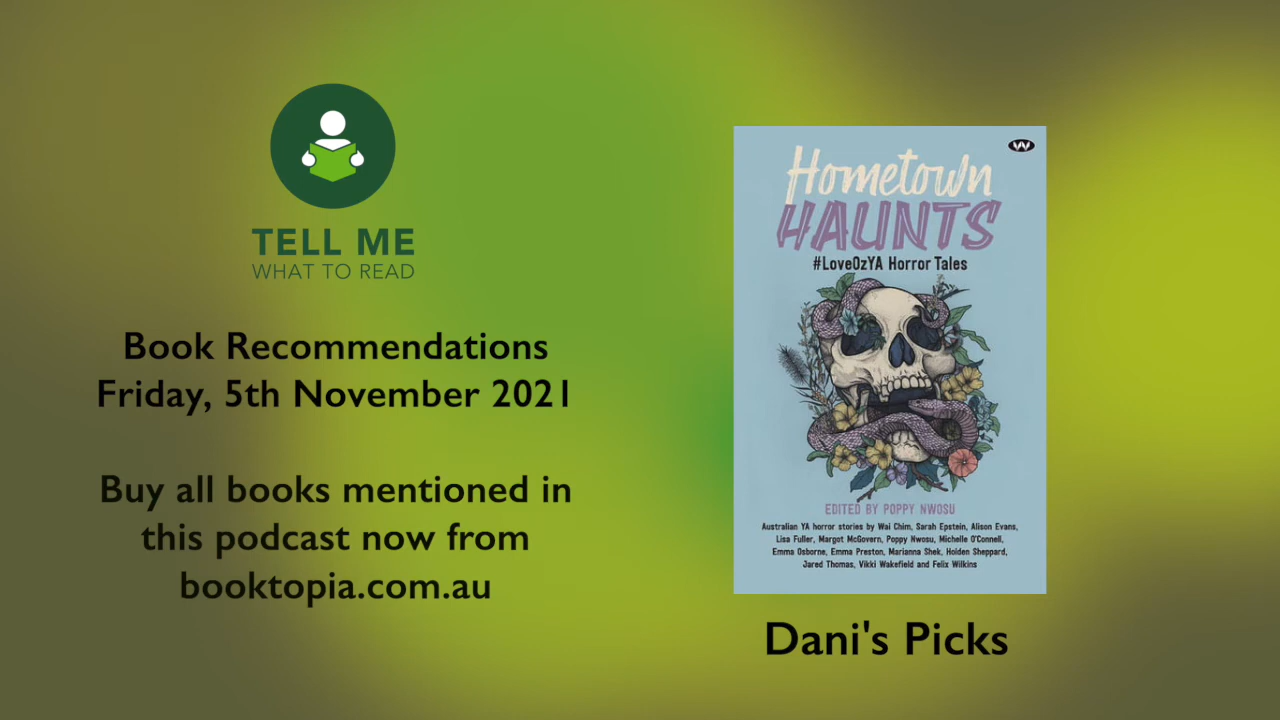 TELL ME
WHAT TO READ
Book Recommendations
Friday, 5th November 2021
Buy all books mentioned in
this podcast now from
booktopia.com.au
Hometown
HAUNTS
#LoveOzYA Horror Tales
EDITED BY POPPY NWOSU
Australian YA horror stories by Wai Chim, Sarah Epstein, Alison Evans,
Lisa Fuller, Margot McGovern, Poppy Nwosu, Michelle O'Connell,
Emma Osborne, Emma Preston, Marianna Shek, Holden Sheppard,
Jared Thomas, Vikki Wakefield and Felix Wilkins
Dani's Picks